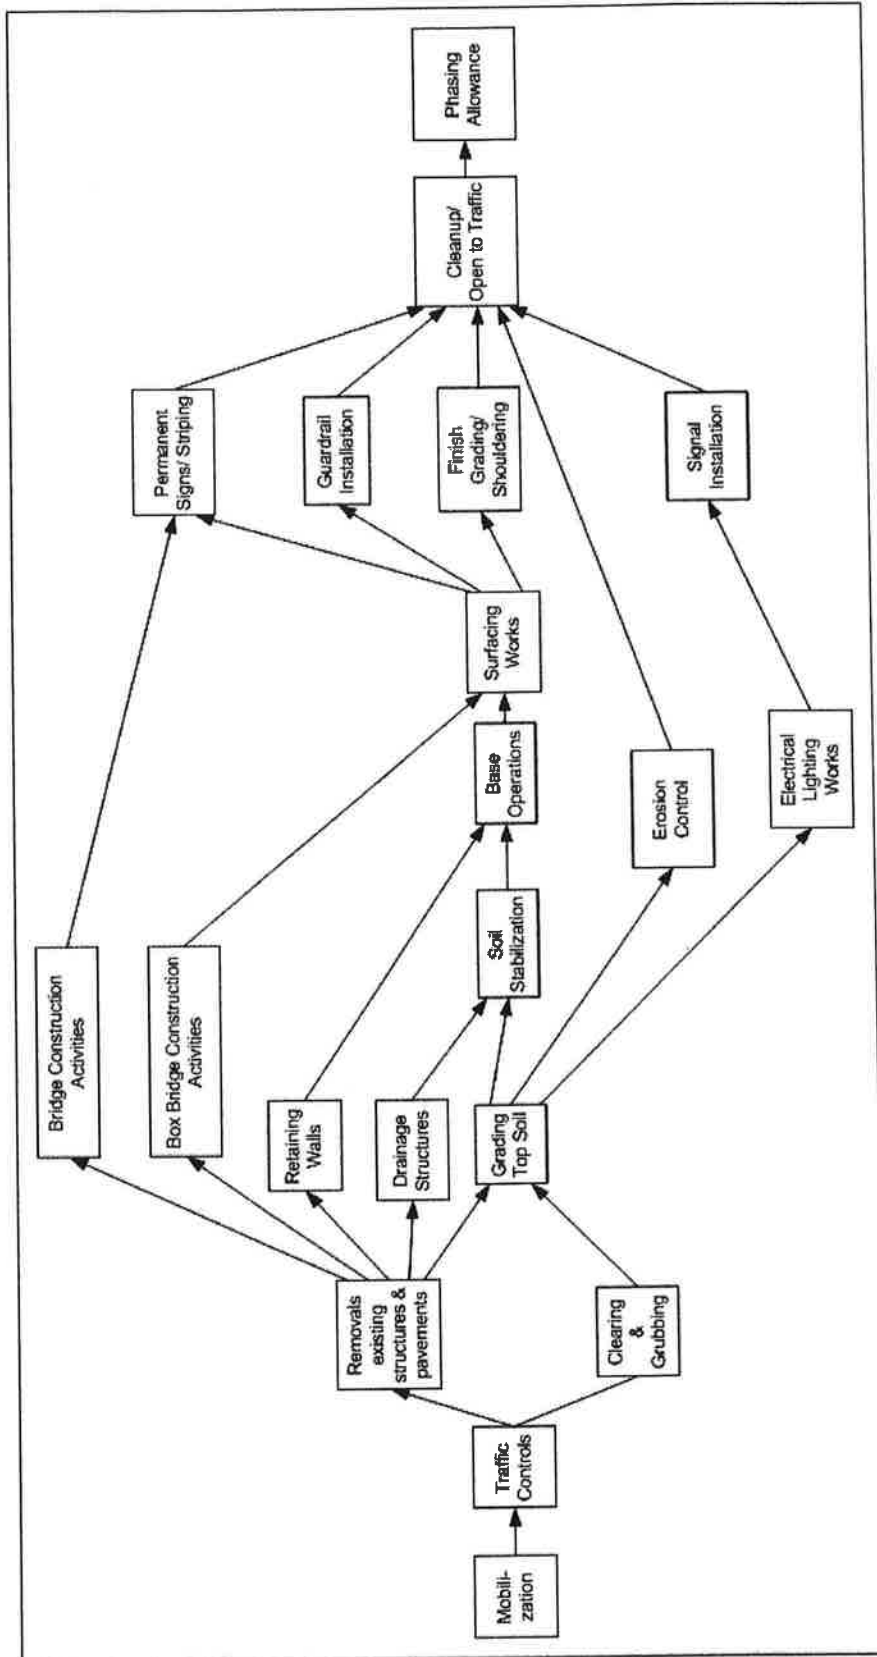 Mobili-
zation
Traffic
Controls
Removals
existing
structures &
pavements
Clearing
&
Grubbing
Bridge Construction
Activities
Box Bridge Construction
Activities
Retaining
Walls
Drainage
Structures
Grading
Top Soil
Soil
Stabilization
Base
Operations
Surfacing
Works
Erosion
Control
Electrical
Lighting
Works
Permanent
Signs/ Striping
Guardrail
Installation
Finish
Grading/
Shouldering
Signal
Installation
Cleanup/
Open to Traffic
Phasing
Allowance